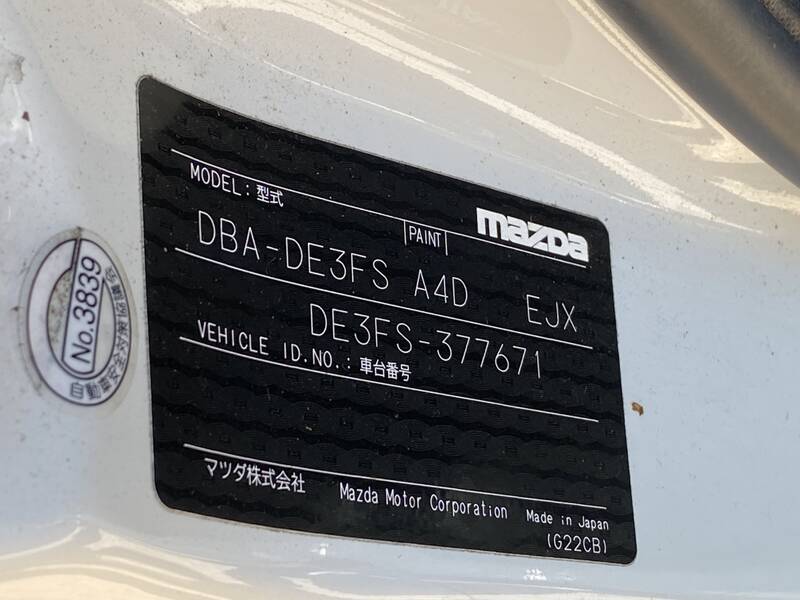 MODEL:型式
PAINT
mazda
DBA-DE3FS A4D EJX
DE3FS-377671
VEHICLE ID.NO.:車台番号
マツダ株式会社 Mazda Motor Corporation Made in Japan
(G22CB)
No.3839
自動車安全対策協議会